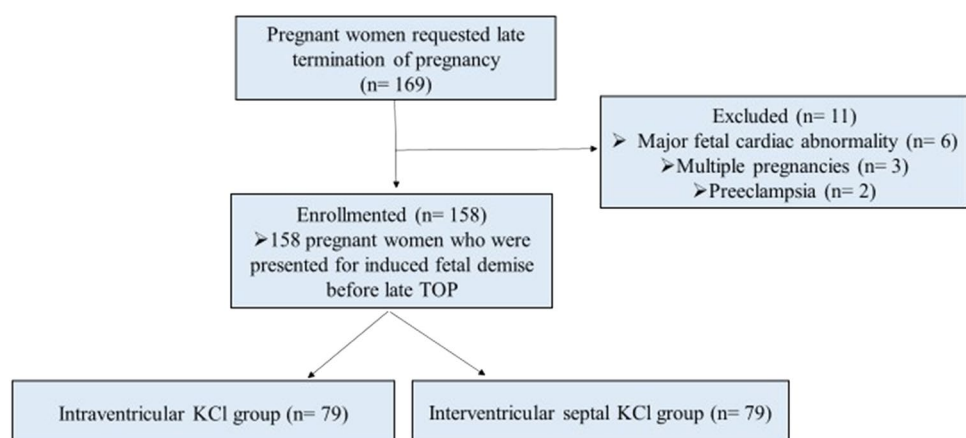 Pregnant women requested late
termination of pregnancy
(n= 169)
Excluded (n= 11)
➢ Major fetal cardiac abnormality (n= 6)
➢Multiple pregnancies (n= 3)
➢Preeclampsia (n= 2)
Enrollmented (n= 158)
➢158 pregnant women who were
presented for induced fetal demise
before late TOP
Intraventricular KCl group (n= 79)
Interventricular septal KCl group (n= 79)